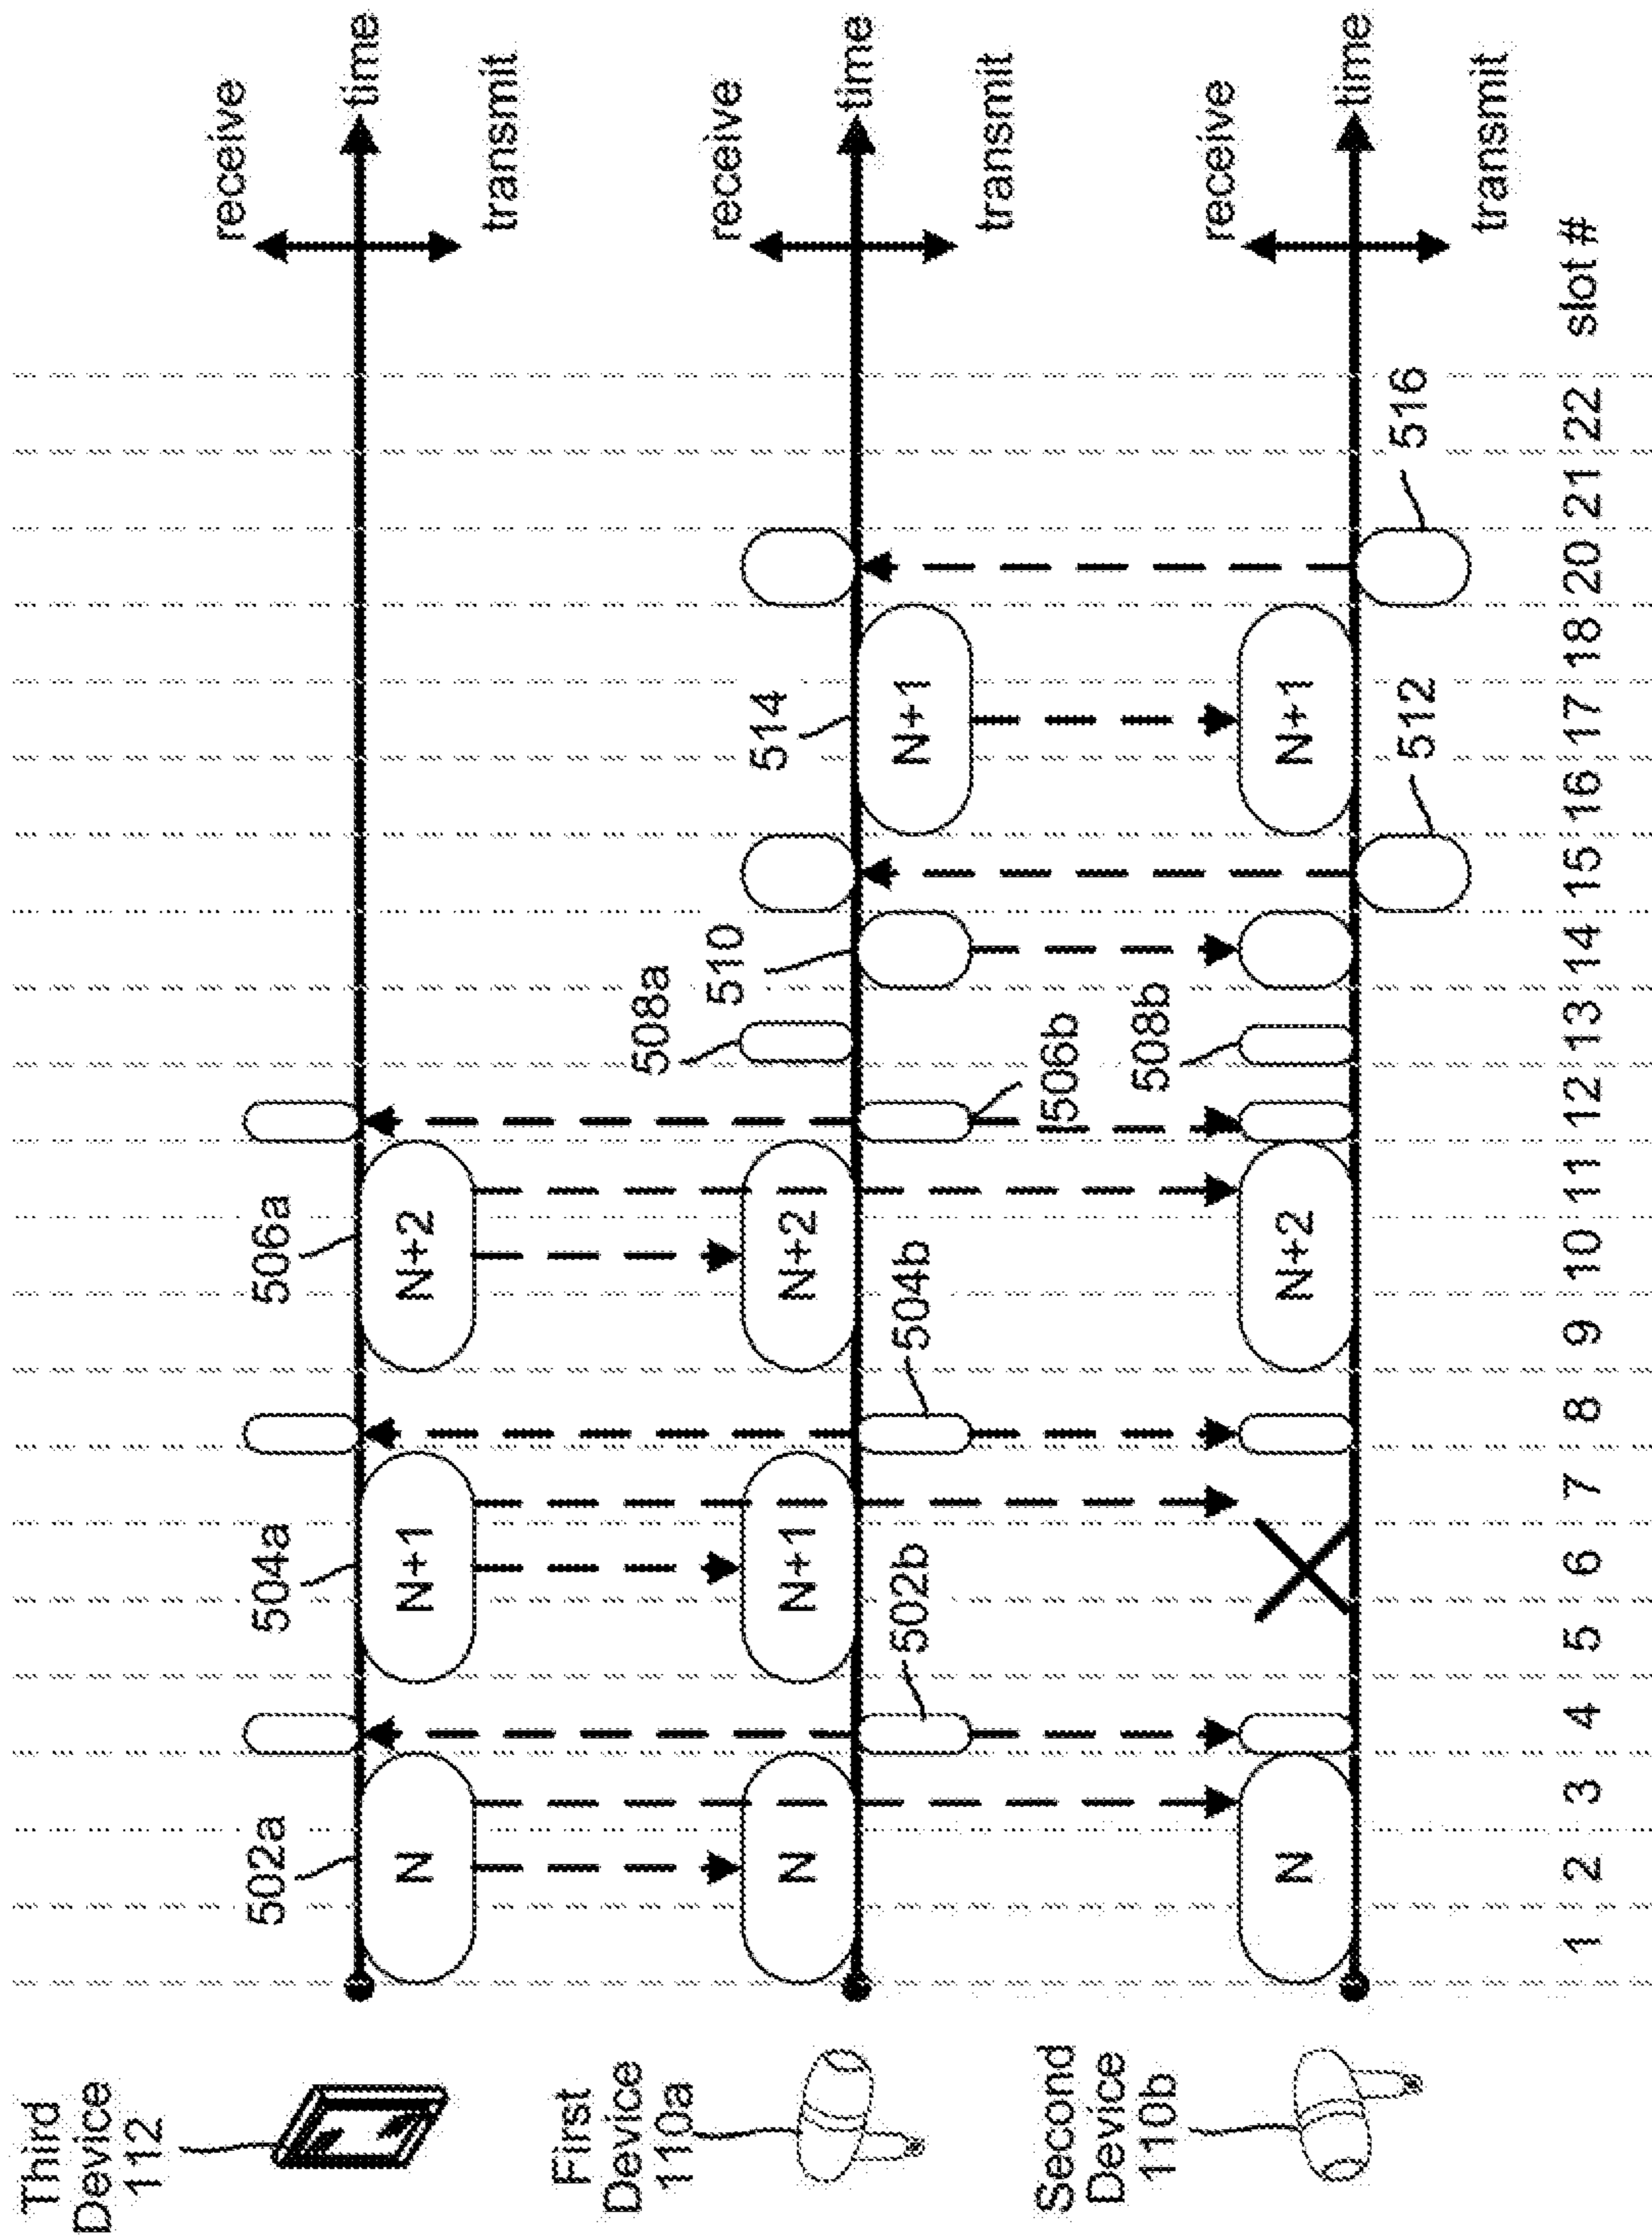 Third
Device
112
receive
time
transmit
502a
504a
506a
N
N+1
N+2
First
Device
110a
receive
time
transmit
N
N+1
N+2
508a
510
514
N+1
502b
504b
506b
Second
Device
110b
receive
time
transmit
508b
N
N+2
N+1
512
516
1 2 3 4 5 6 7 8 9 10 11 12 13 14 15 16 17 18 20 21 22 slot #